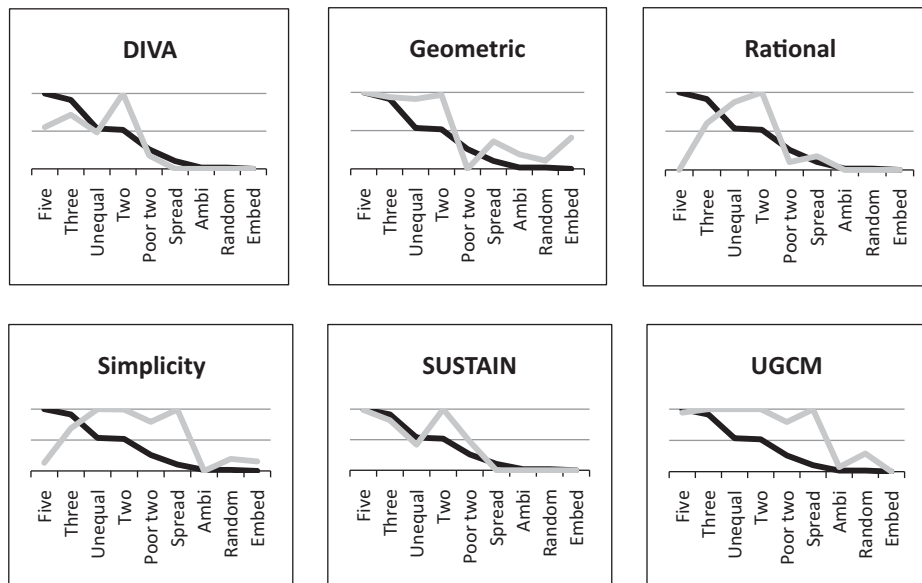 DIVA
Five
Three
Unequal
Two
Poor two
Spread
Ambi
Random
Embed
Geometric
Five
Three
Unequal
Two
Poor two
Spread
Ambi
Random
Embed
Rational
Five
Three
Unequal
Two
Poor two
Spread
Ambi
Random
Embed
Simplicity
Five
Three
Unequal
Two
Poor two
Spread
Ambi
Random
Embed
SUSTAIN
Five
Three
Unequal
Two
Poor two
Spread
Ambi
Random
Embed
UGCM
Five
Three
Unequal
Two
Poor two
Spread
Ambi
Random
Embed